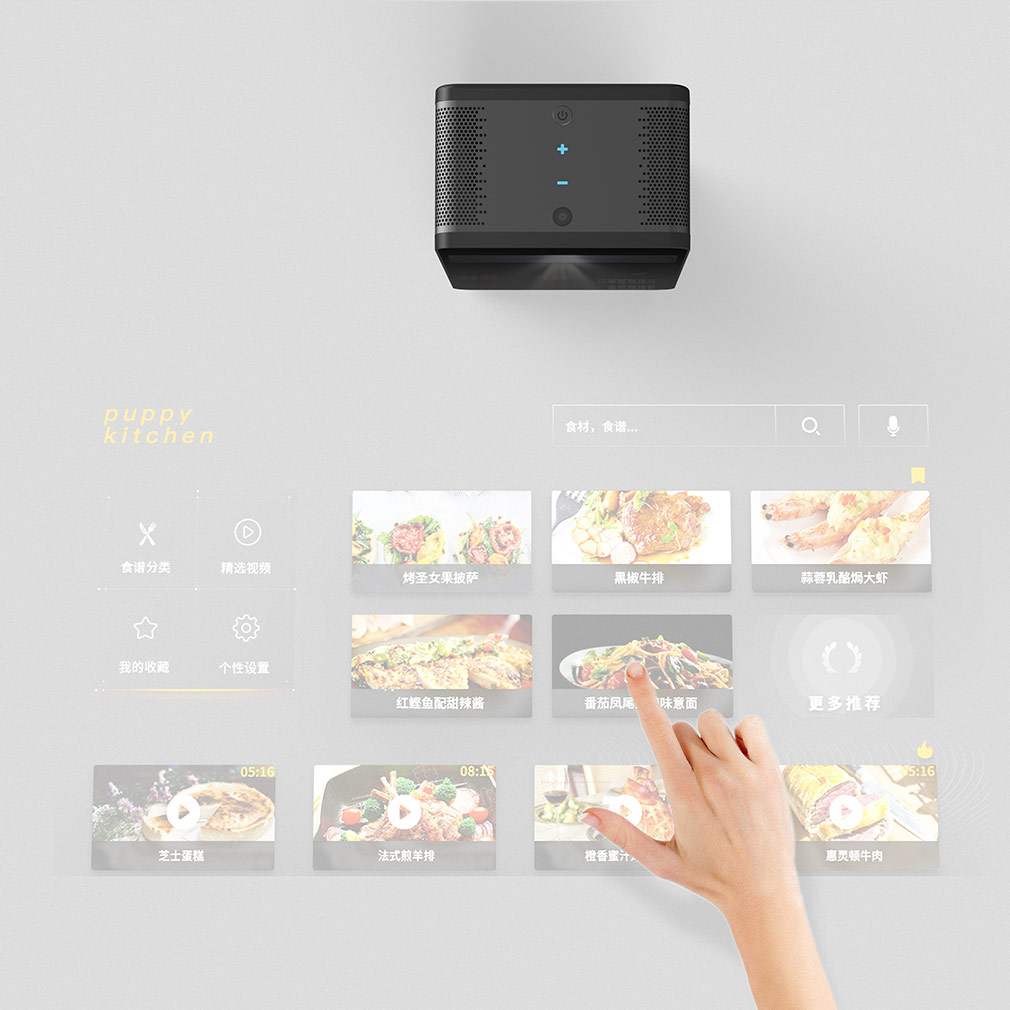 puppy
kitchen
食材，食谱...
食谱分类
精选视频
我的收藏
个性设置
烤圣女果披萨
黑椒牛排
蒜蓉乳酪焗大虾
红鲣鱼配甜辣酱
番茄凤尾
味意面
更多推荐
05:16
08:15
5:16
芝士蛋糕
法式煎羊排
橙香蜜汁
惠灵顿牛肉